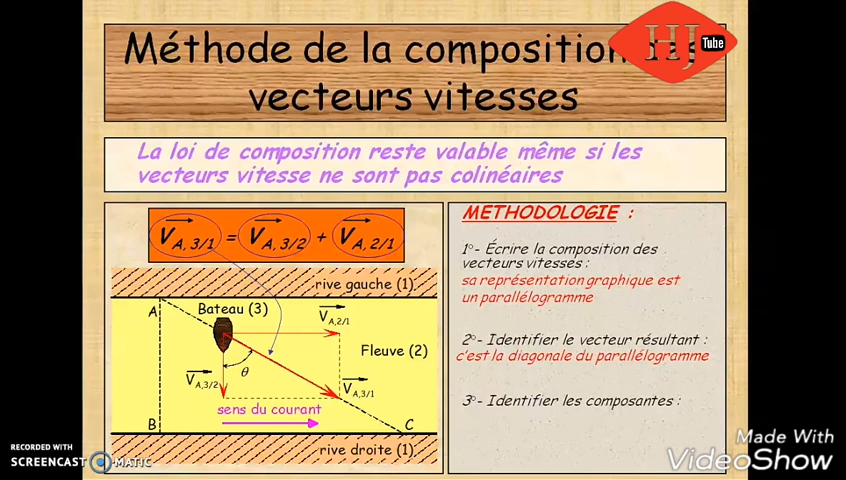 Méthode de la composition des
vecteurs vitesses
HJ
Tube
La loi de composition reste valable même si les
vecteurs vitesse ne sont pas colinéaires
V A, 3/1 = V A, 3/2 + V A, 2/1
rive gauche (1)
A
Bateau (3)
V A,2/1
Fleuve (2)
θ
V A,3/2
V A,3/1
sens du courant
B
C
rive droite (1)
METHODOLOGIE :
1°- Écrire la composition des
vecteurs vitesses :
sa représentation graphique est
un parallélogramme
2°- Identifier le vecteur résultant :
c'est la diagonale du parallélogramme
3°- Identifier les composantes :
RECORDED WITH
SCREENCAST MATIC
Made With
VideoShow